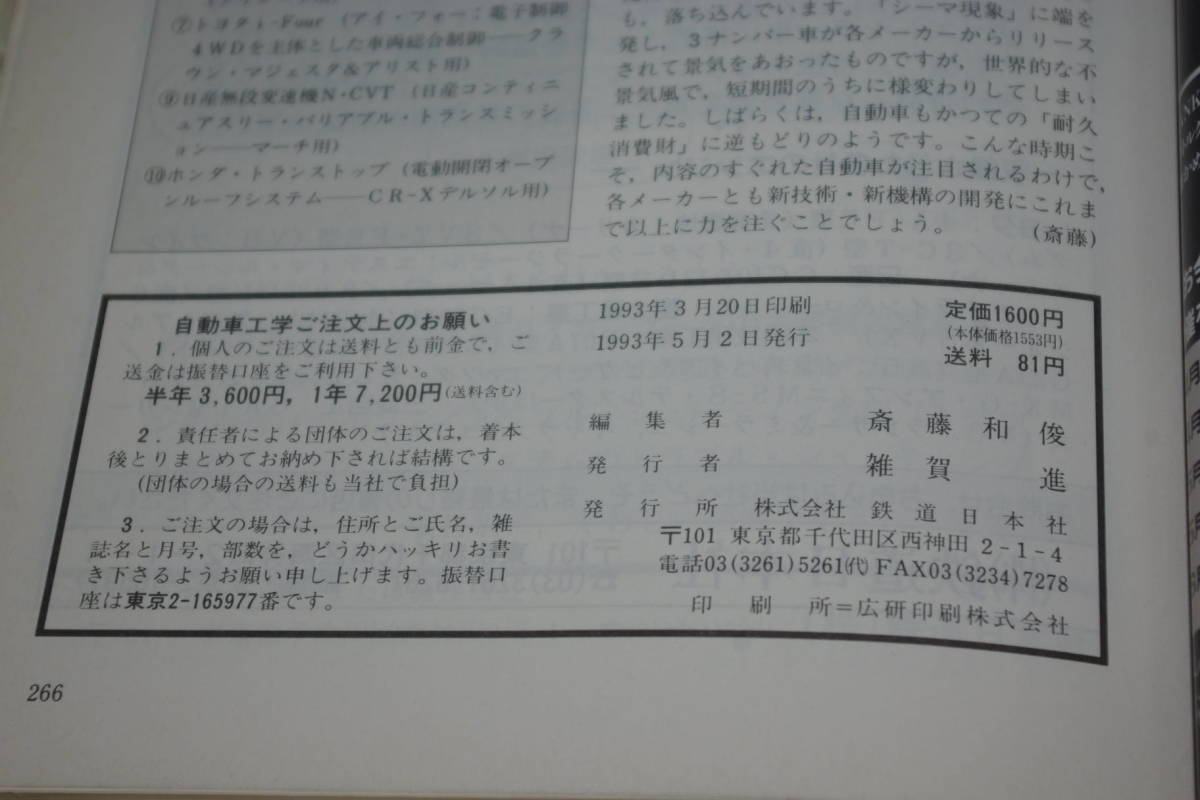 ⑦トヨタi-Four(アイ・フォー;電子制御
4WDを主体とした車両総合制御――クラ
ウン・マジェスタ&アリスト用)
⑨日産無段変速機N・CVT(日産コンティニ
ュアスリー・バリアブル・トランスミッシ
ョン――マーチ用)
⑩ホンダ・トランストップ(電動開閉オープ
ンルーフシステム――CR-Xデルソル用)
も,落ち込んでいます。「シーマ現象」に端を
発し,3ナンバー車が各メーカーからリリース
されて景気をあおったものですが,世界的な不
景気風で,短期間のうちに様変わりしてしまい
ました。しばらくは,自動車もかつての「耐久
消費財」に逆もどりのようです。こんな時期こ
そ,内容のすぐれた自動車が注目されるわけで,
各メーカーとも新技術・新機構の開発にこれま
で以上に力を注ぐことでしょう。 (斎藤)
自動車工学ご注文上のお願い
1.個人のご注文は送料とも前金で,ご
送金は振替口座をご利用下さい。
半年3,600円,1年7,200円(送料含む)
2.責任者による団体のご注文は,着本
後とりまとめてお納め下されば結構です。
(団体の場合の送料も当社で負担)
3.ご注文の場合は,住所とご氏名,雑
誌名と月号,部数を,どうかハッキリお書
き下さるようお願い申し上げます。振替口
座は東京2-165977番です。
1993年3月20日印刷
1993年5月2日発行
定価1600円
(本体価格1553円)
送料 81円
編集者 斎藤和俊
発行者 雑賀進
発行所 株式会社 鉄道日本社
〒101 東京都千代田区西神田2-1-4
電話03(3261)5261㈹ FAX03(3234)7278
印刷所=広研印刷株式会社
266